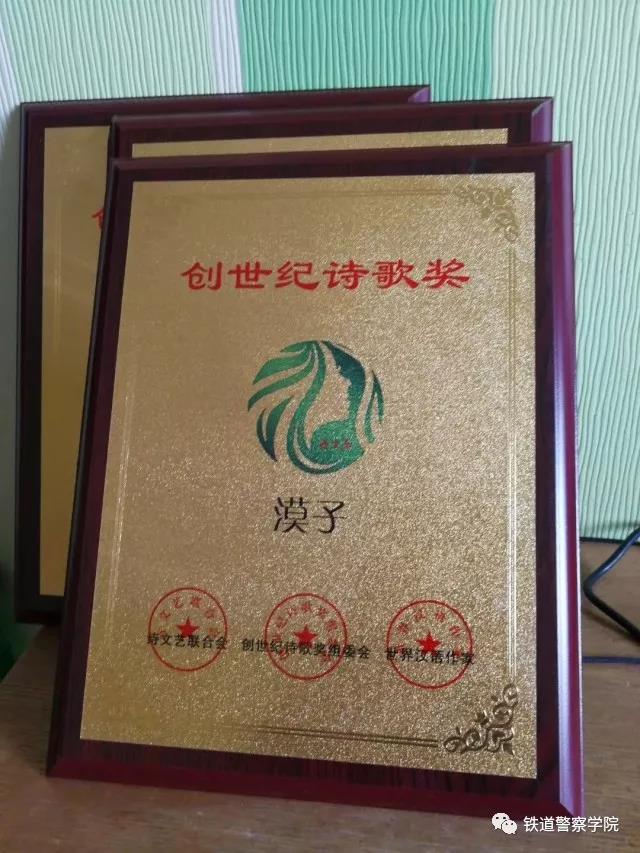 创世纪诗歌奖
漠子
诗文艺联合会 创世纪诗歌奖组委会 世界汉语作家
铁道警察学院